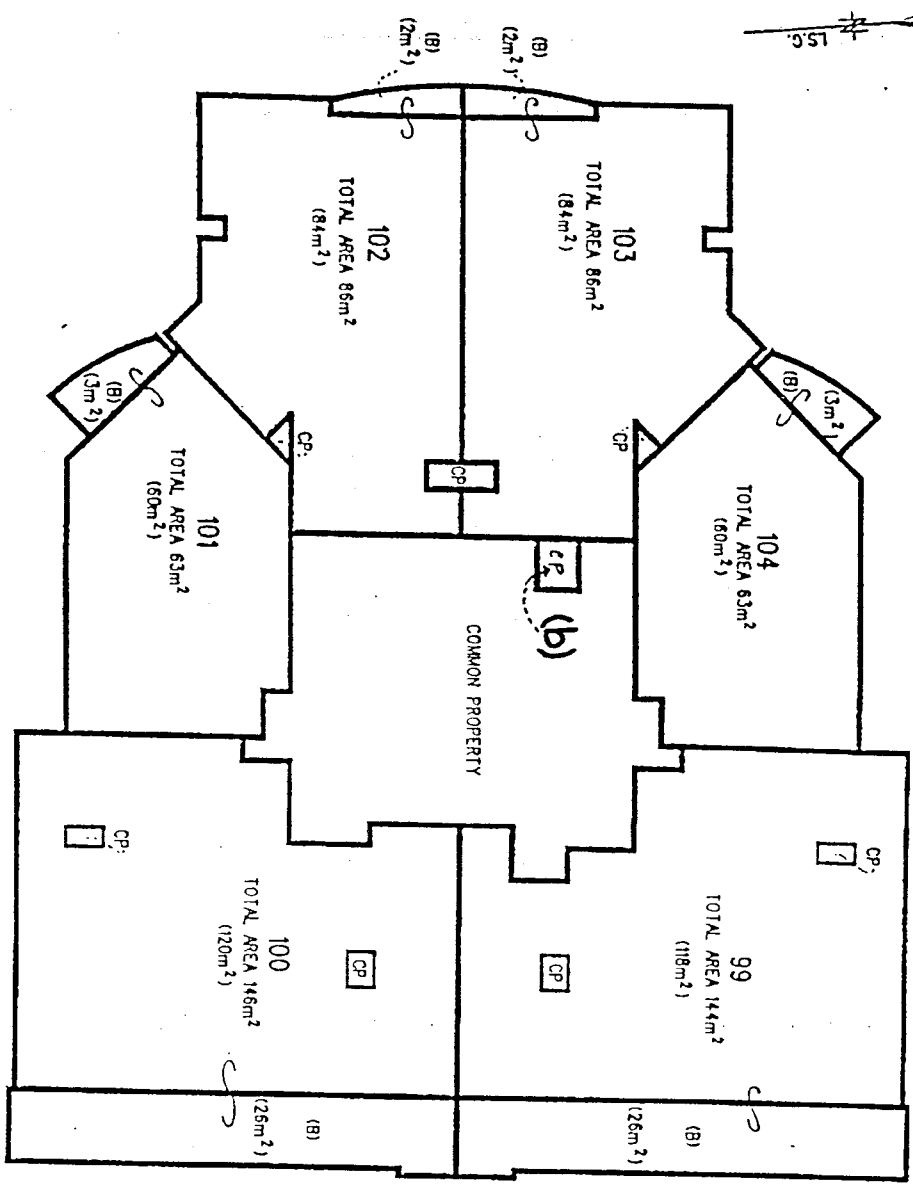 L.S.G.
(B)
(2m²)
(B)
(2m²)
103
TOTAL AREA 86m²
(84m²)
102
TOTAL AREA 86m²
(84m²)
(B)
(3m²)
(3m²)
(B)
CP
CP
CP
104
TOTAL AREA 63m²
(60m²)
101
TOTAL AREA 63m²
(60m²)
CP
(b)
COMMON PROPERTY
CP
CP
CP
CP
99
TOTAL AREA 144m²
(118m²)
100
TOTAL AREA 146m²
(120m²)
(B)
(26m²)
(B)
(26m²)